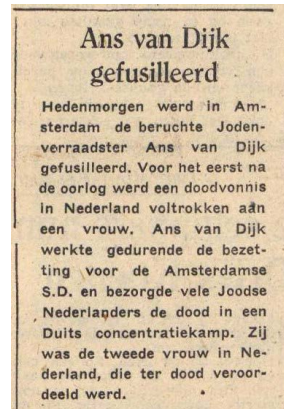 Ans van Dijk
gefusilleerd
Hedenmorgen werd in Am-
sterdam de beruchte Joden-
verraadster Ans van Dijk
gefusilleerd. Voor het eerst na
de oorlog werd een doodvonnis
in Nederland voltrokken aan
een vrouw. Ans van Dijk
werkte gedurende de bezet-
ting voor de Amsterdamse
S.D. en bezorgde vele Joodse
Nederlanders de dood in een
Duits concentratiekamp. Zij
was de tweede vrouw in Ne-
derland, die ter dood veroor-
deeld werd.